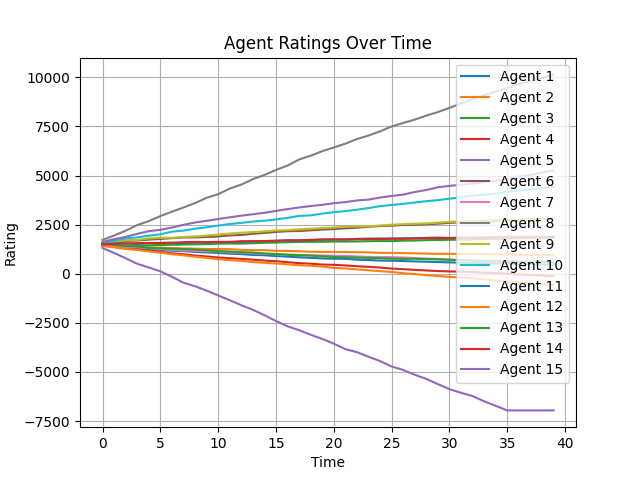 Agent Ratings Over Time
Rating
10000
7500
5000
2500
0
−2500
−5000
−7500
0 5 10 15 20 25 30 35 40
Time
Agent 1
Agent 2
Agent 3
Agent 4
Agent 5
Agent 6
Agent 7
Agent 8
Agent 9
Agent 10
Agent 11
Agent 12
Agent 13
Agent 14
Agent 15